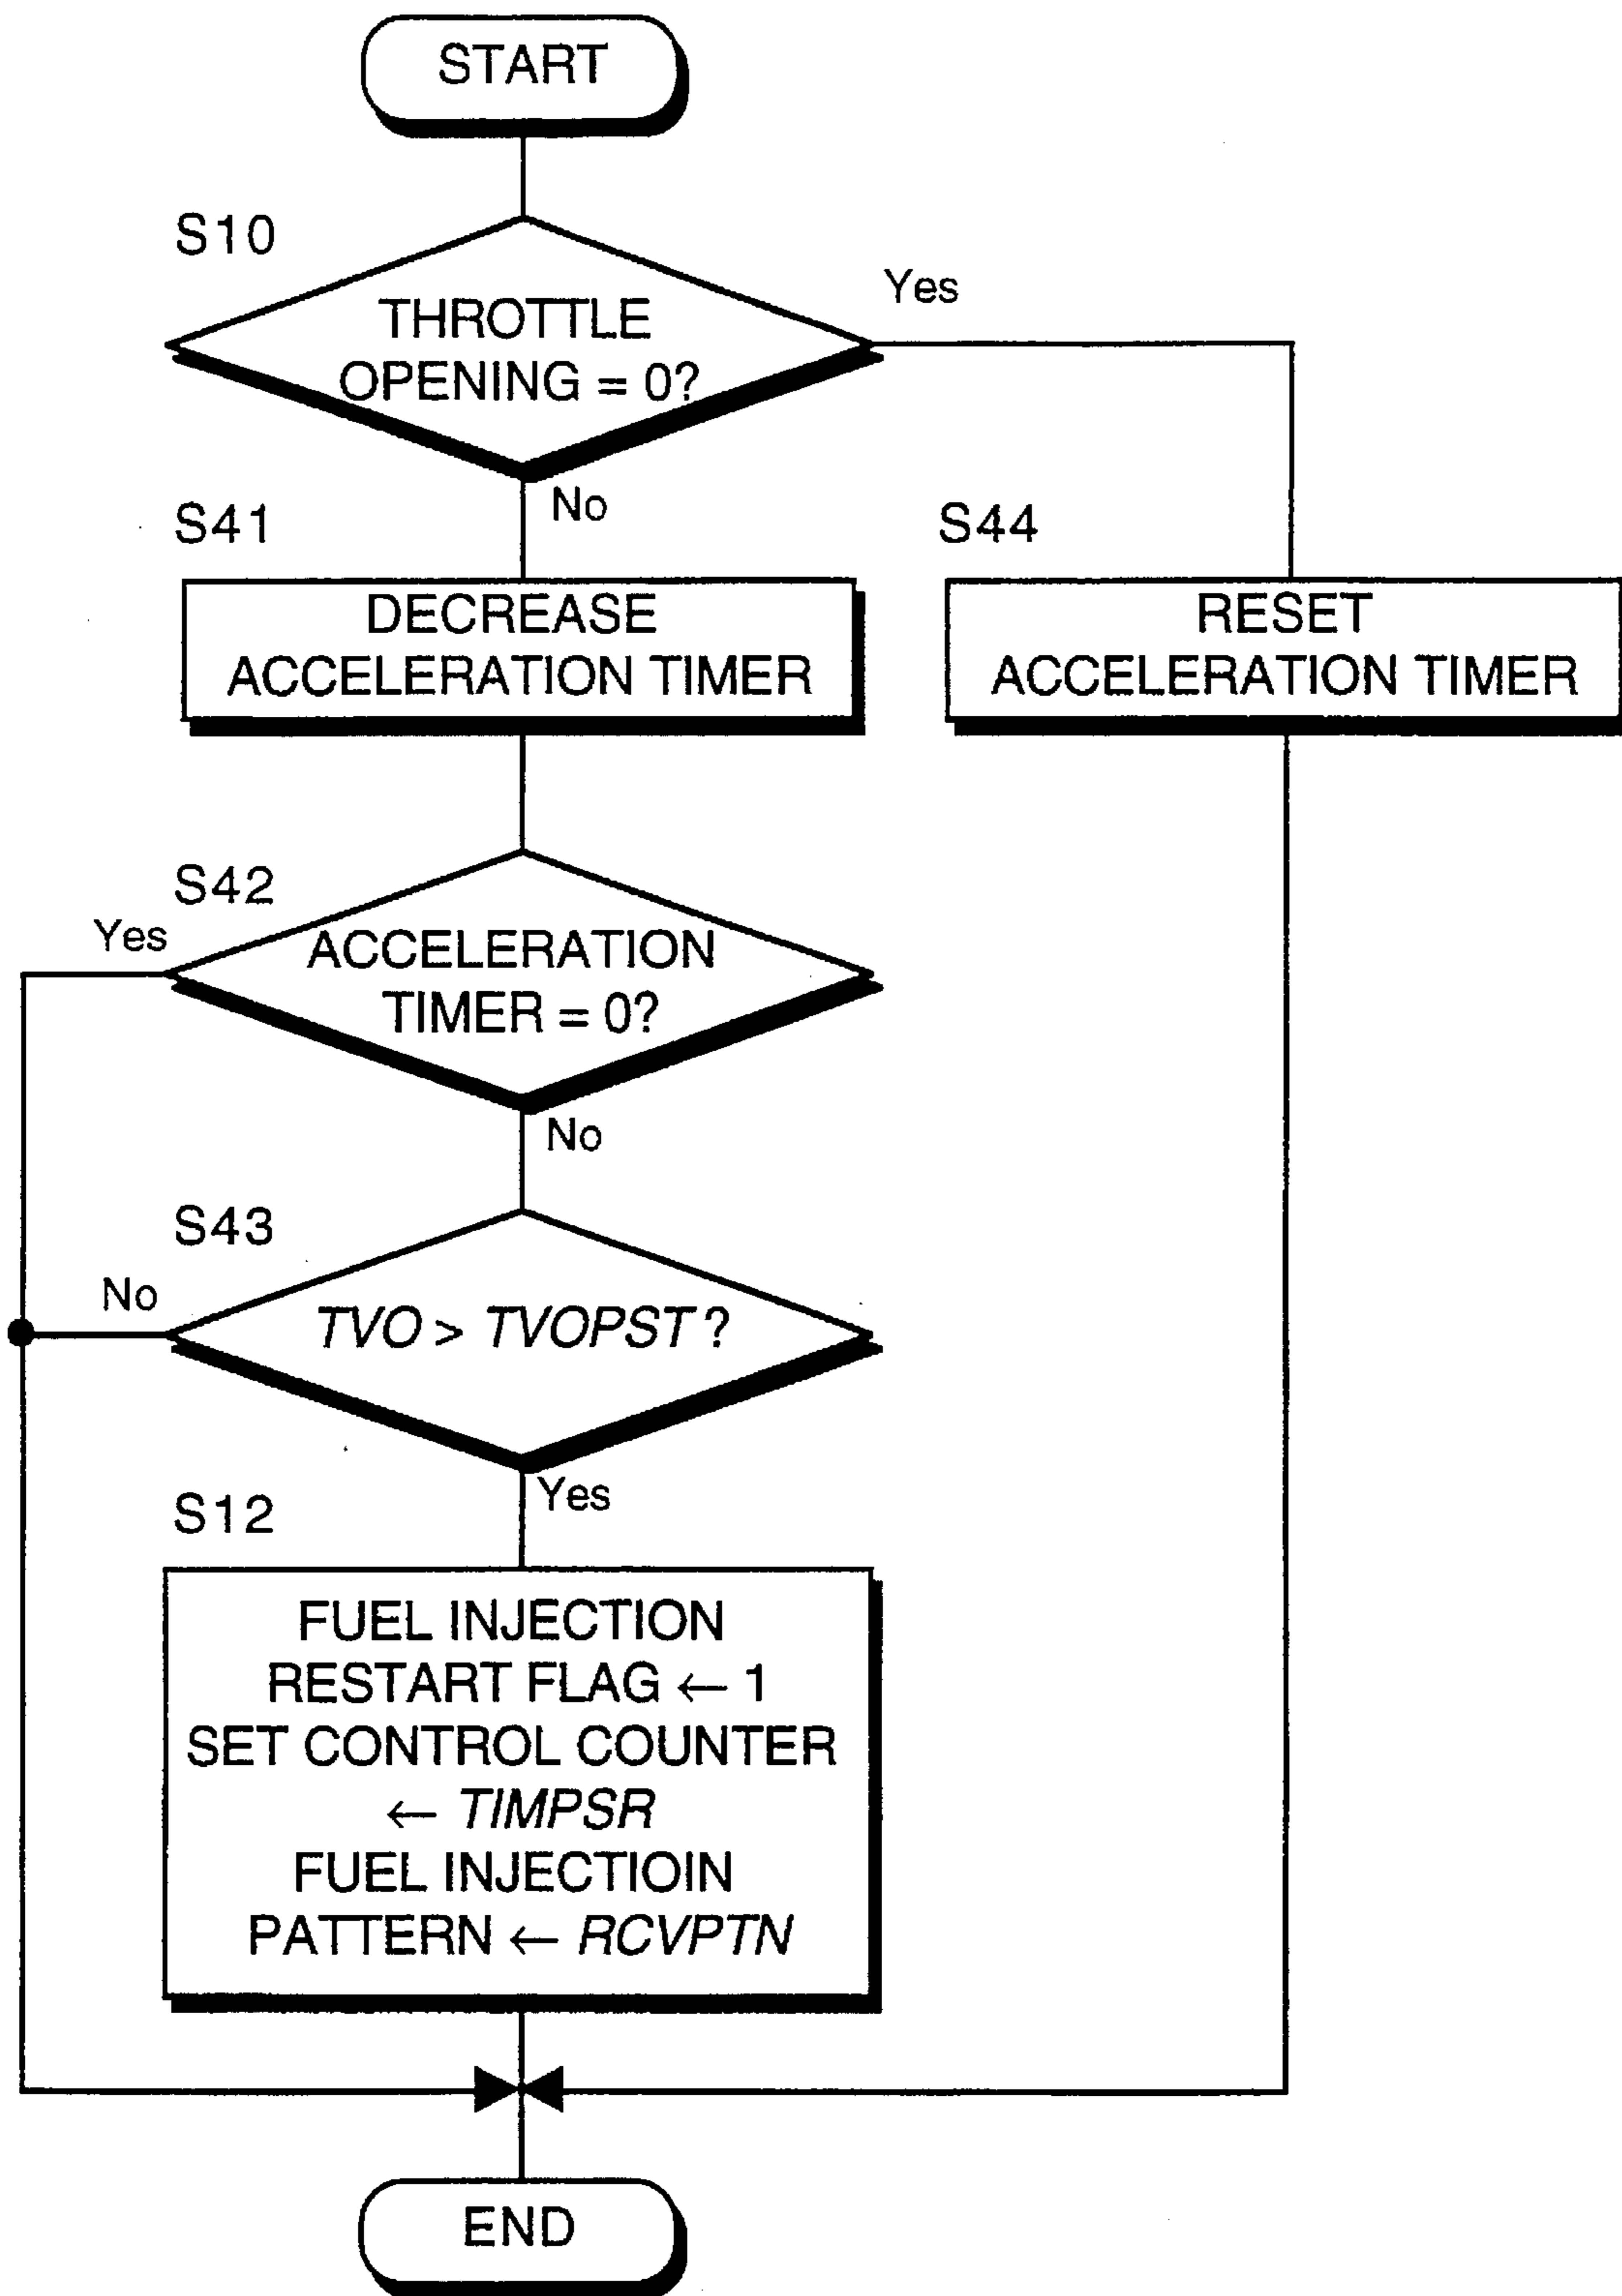 START
S10
THROTTLE
OPENING = 0?
Yes
No
S41
DECREASE
ACCELERATION TIMER
S44
RESET
ACCELERATION TIMER
S42
Yes
ACCELERATION
TIMER = 0?
No
S43
No
TVO > TVOPST ?
Yes
S12
FUEL INJECTION
RESTART FLAG ← 1
SET CONTROL COUNTER
← TIMPSR
FUEL INJECTIOIN
PATTERN ← RCVPTN
END